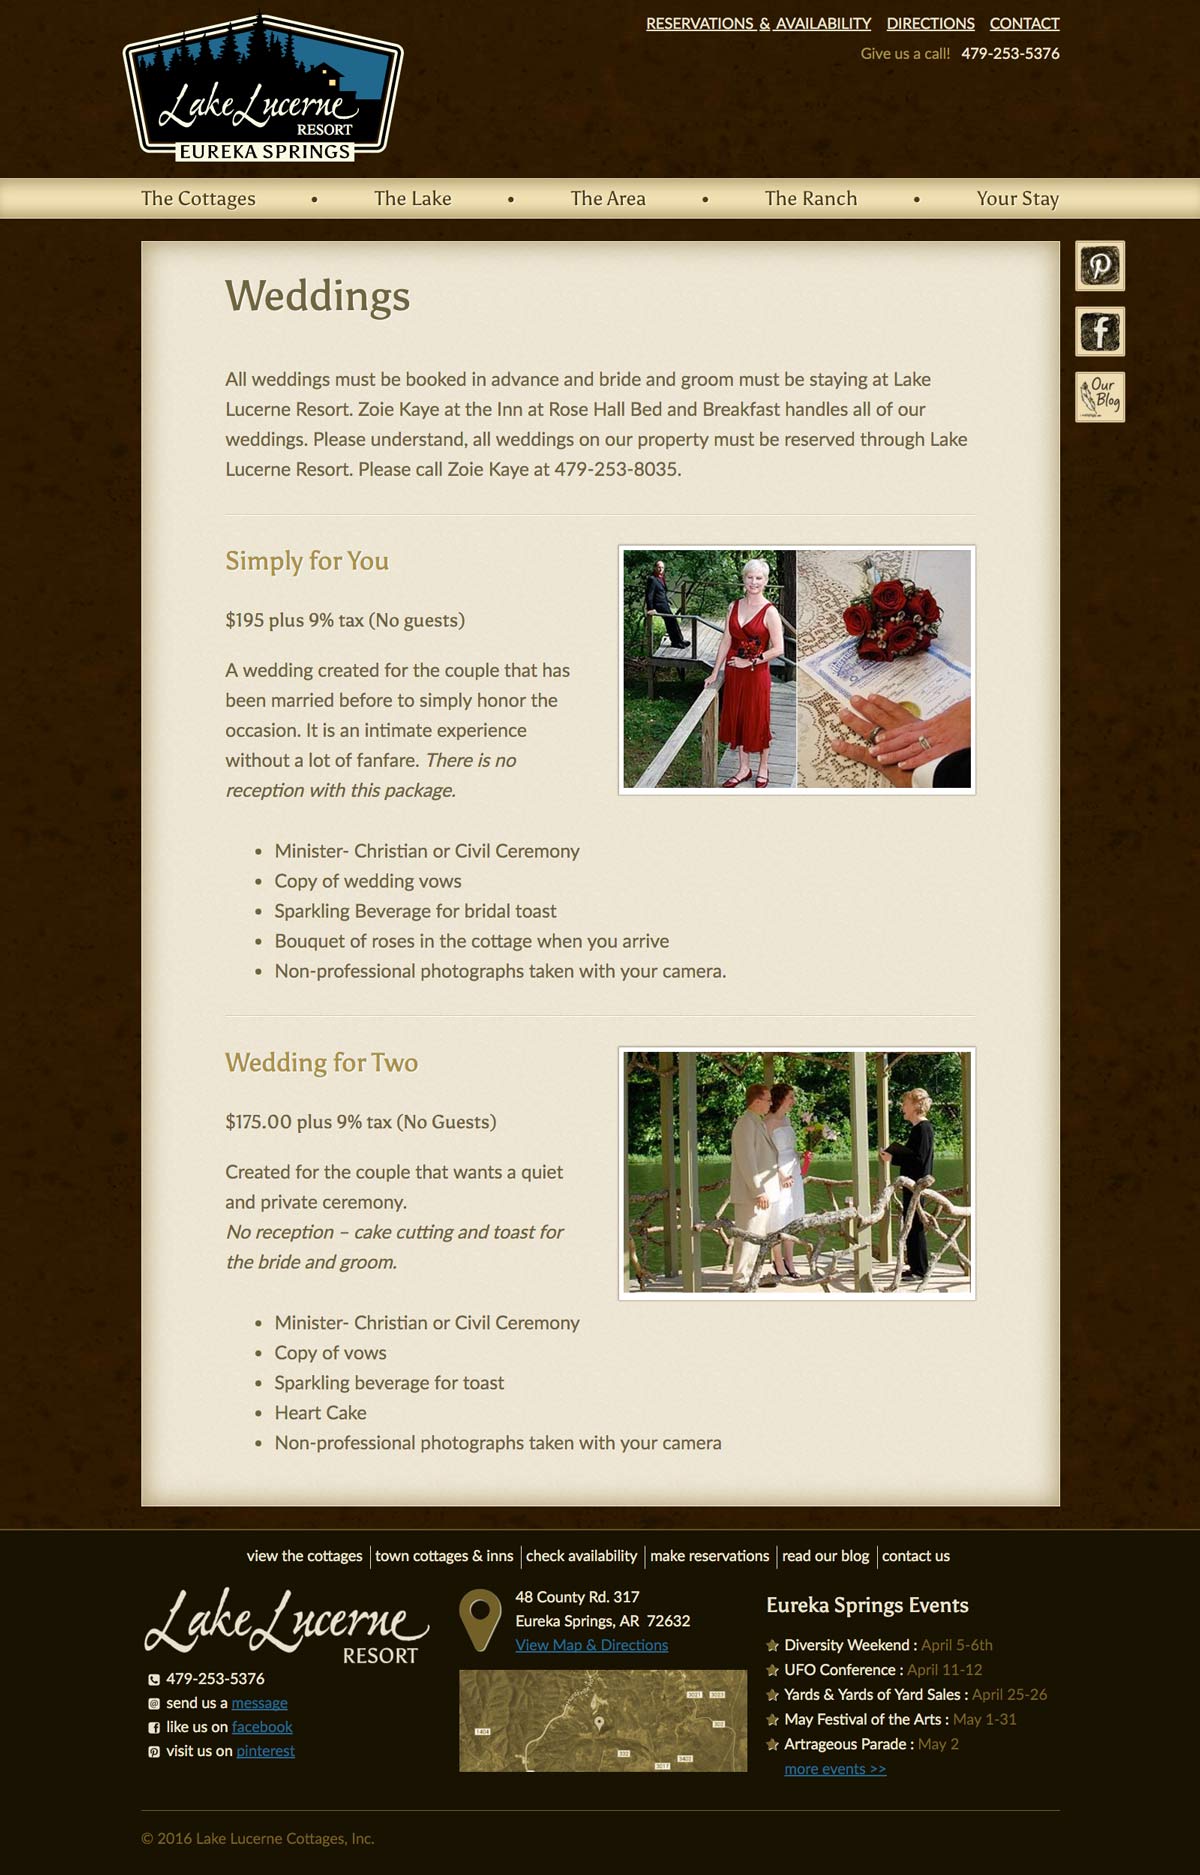 RESERVATIONS & AVAILABILITY DIRECTIONS CONTACT
Give us a call! 479-253-5376
Lake Lucerne
RESORT
EUREKA SPRINGS
The Cottages • The Lake • The Area • The Ranch • Your Stay
Weddings
All weddings must be booked in advance and bride and groom must be staying at Lake
Lucerne Resort. Zoie Kaye at the Inn at Rose Hall Bed and Breakfast handles all of our
weddings. Please understand, all weddings on our property must be reserved through Lake
Lucerne Resort. Please call Zoie Kaye at 479-253-8035.
Our
Blog
Simply for You
$195 plus 9% tax (No guests)
A wedding created for the couple that has
been married before to simply honor the
occasion. It is an intimate experience
without a lot of fanfare. There is no
reception with this package.
• Minister- Christian or Civil Ceremony
• Copy of wedding vows
• Sparkling Beverage for bridal toast
• Bouquet of roses in the cottage when you arrive
• Non-professional photographs taken with your camera.
Wedding for Two
$175.00 plus 9% tax (No Guests)
Created for the couple that wants a quiet
and private ceremony.
No reception – cake cutting and toast for
the bride and groom.
• Minister- Christian or Civil Ceremony
• Copy of vows
• Sparkling beverage for toast
• Heart Cake
• Non-professional photographs taken with your camera
view the cottages | town cottages & inns | check availability | make reservations | read our blog | contact us
Lake Lucerne
RESORT
479-253-5376
send us a message
like us on facebook
visit us on pinterest
48 County Rd. 317
Eureka Springs, AR 72632
View Map & Directions
Eureka Springs Events
Diversity Weekend : April 5-6th
UFO Conference : April 11-12
Yards & Yards of Yard Sales : April 25-26
May Festival of the Arts : May 1-31
Artrageous Parade : May 2
more events >>
© 2016 Lake Lucerne Cottages, Inc.